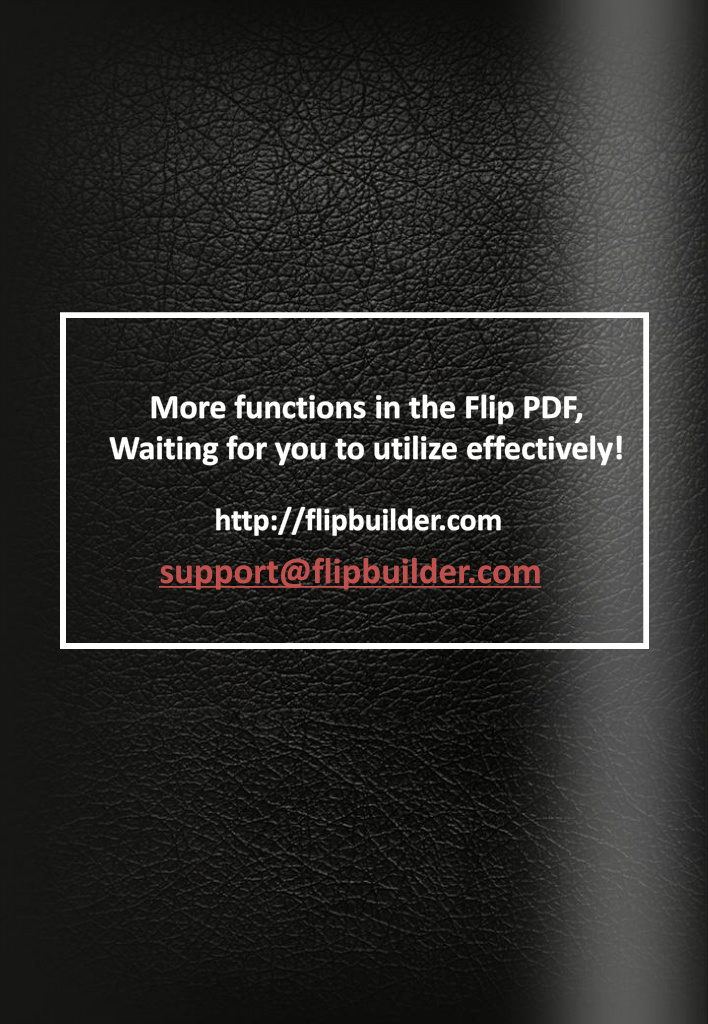 More functions in the Flip PDF,
Waiting for you to utilize effectively!
http://flipbuilder.com
support@flipbuilder.com